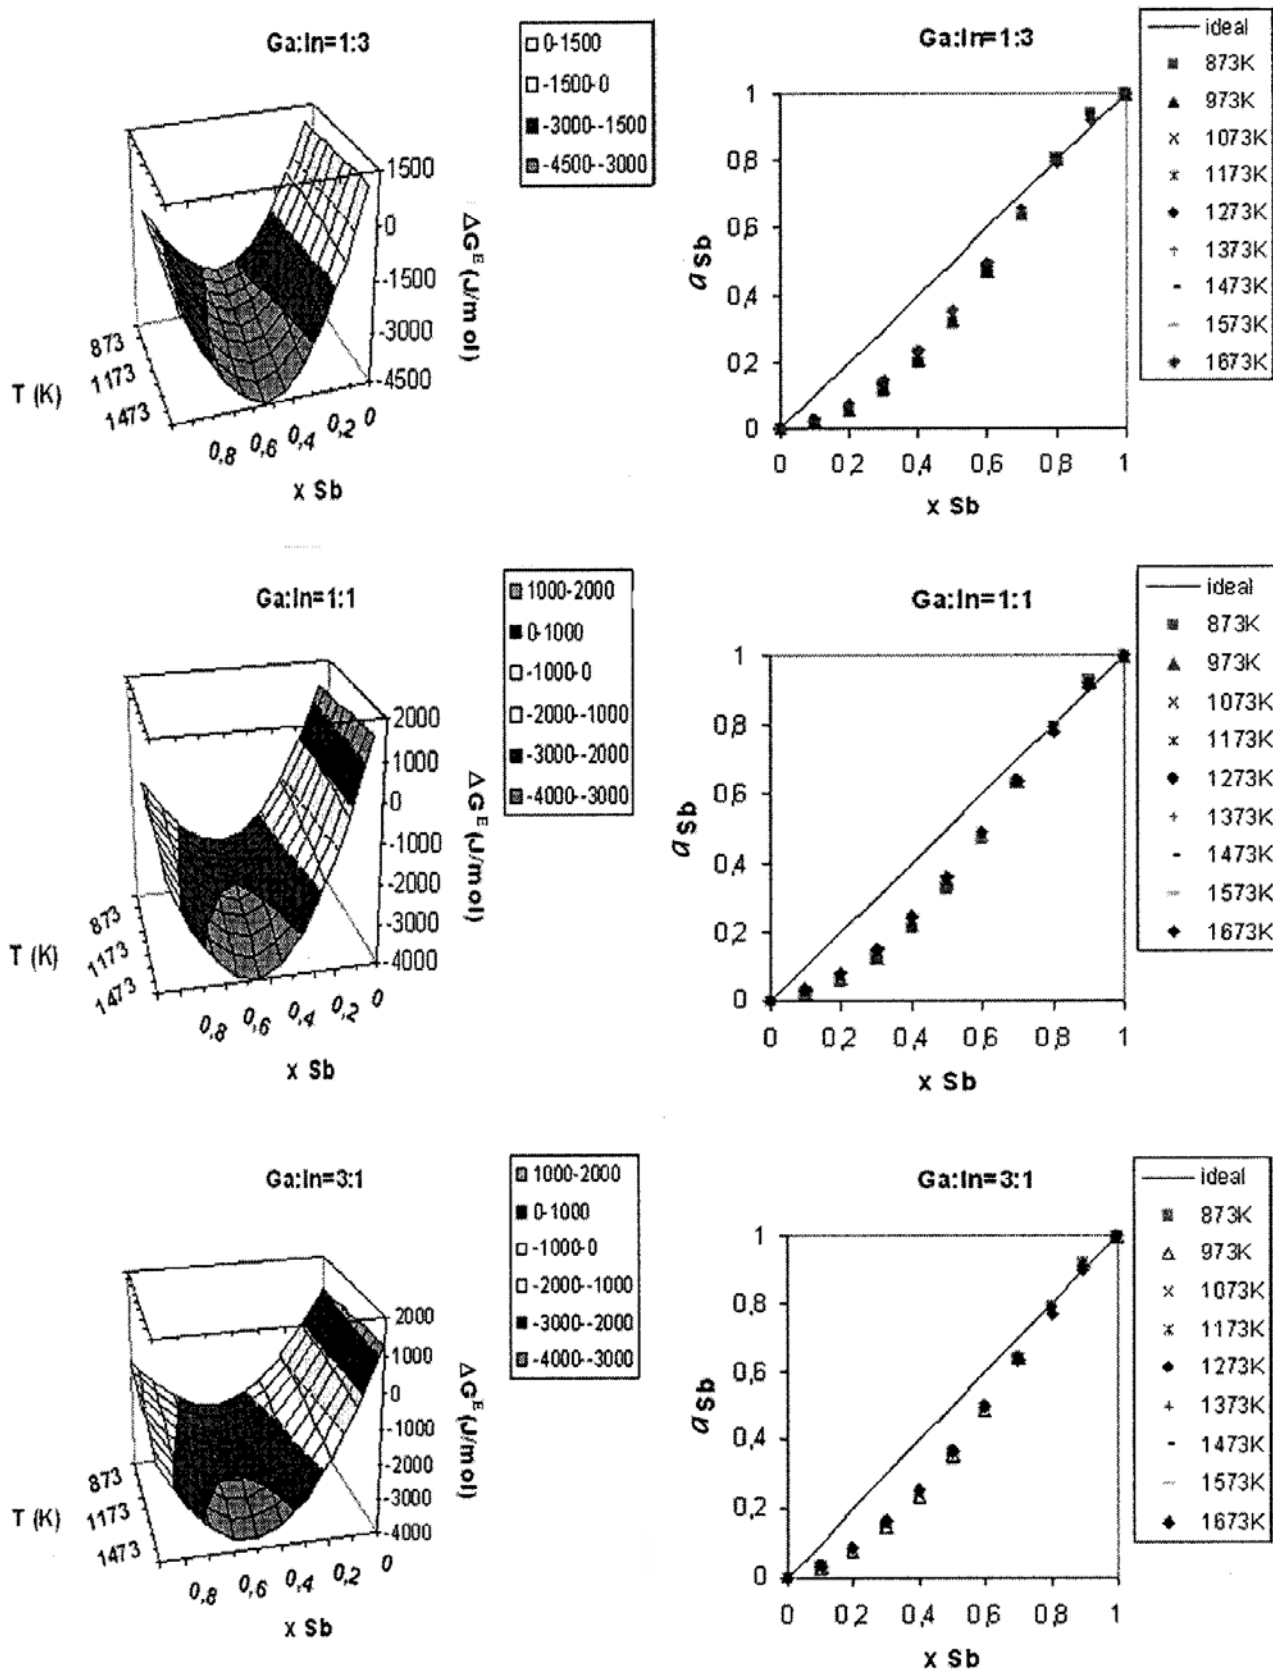 Ga:In=1:3
0-1500
-1500-0
-3000--1500
-4500--3000
1500
0
-1500
-3000
-4500
ΔG^E (J/mol)
873
1173
1473
T (K)
0,8
0,6
0,4
0,2
0
x Sb
Ga:In=1:3
ideal
873K
973K
1073K
1173K
1273K
1373K
1473K
1573K
1673K
1
0,8
0,6
0,4
0,2
0
a Sb
0 0,2 0,4 0,6 0,8 1
x Sb
Ga:In=1:1
1000-2000
0-1000
-1000-0
-2000--1000
-3000--2000
-4000--3000
2000
1000
0
-1000
-2000
-3000
-4000
ΔG^E (J/mol)
873
1173
1473
T (K)
0,8
0,6
0,4
0,2
0
x Sb
Ga:In=1:1
ideal
873K
973K
1073K
1173K
1273K
1373K
1473K
1573K
1673K
1
0,8
0,6
0,4
0,2
0
a Sb
0 0,2 0,4 0,6 0,8 1
x Sb
Ga:In=3:1
1000-2000
0-1000
-1000-0
-2000--1000
-3000--2000
-4000--3000
2000
1000
0
-1000
-2000
-3000
-4000
ΔG^E (J/mol)
873
1173
1473
T (K)
0,8
0,6
0,4
0,2
0
x Sb
Ga:In=3:1
ideal
873K
973K
1073K
1173K
1273K
1373K
1473K
1573K
1673K
1
0,8
0,6
0,4
0,2
0
a Sb
0 0,2 0,4 0,6 0,8 1
x Sb